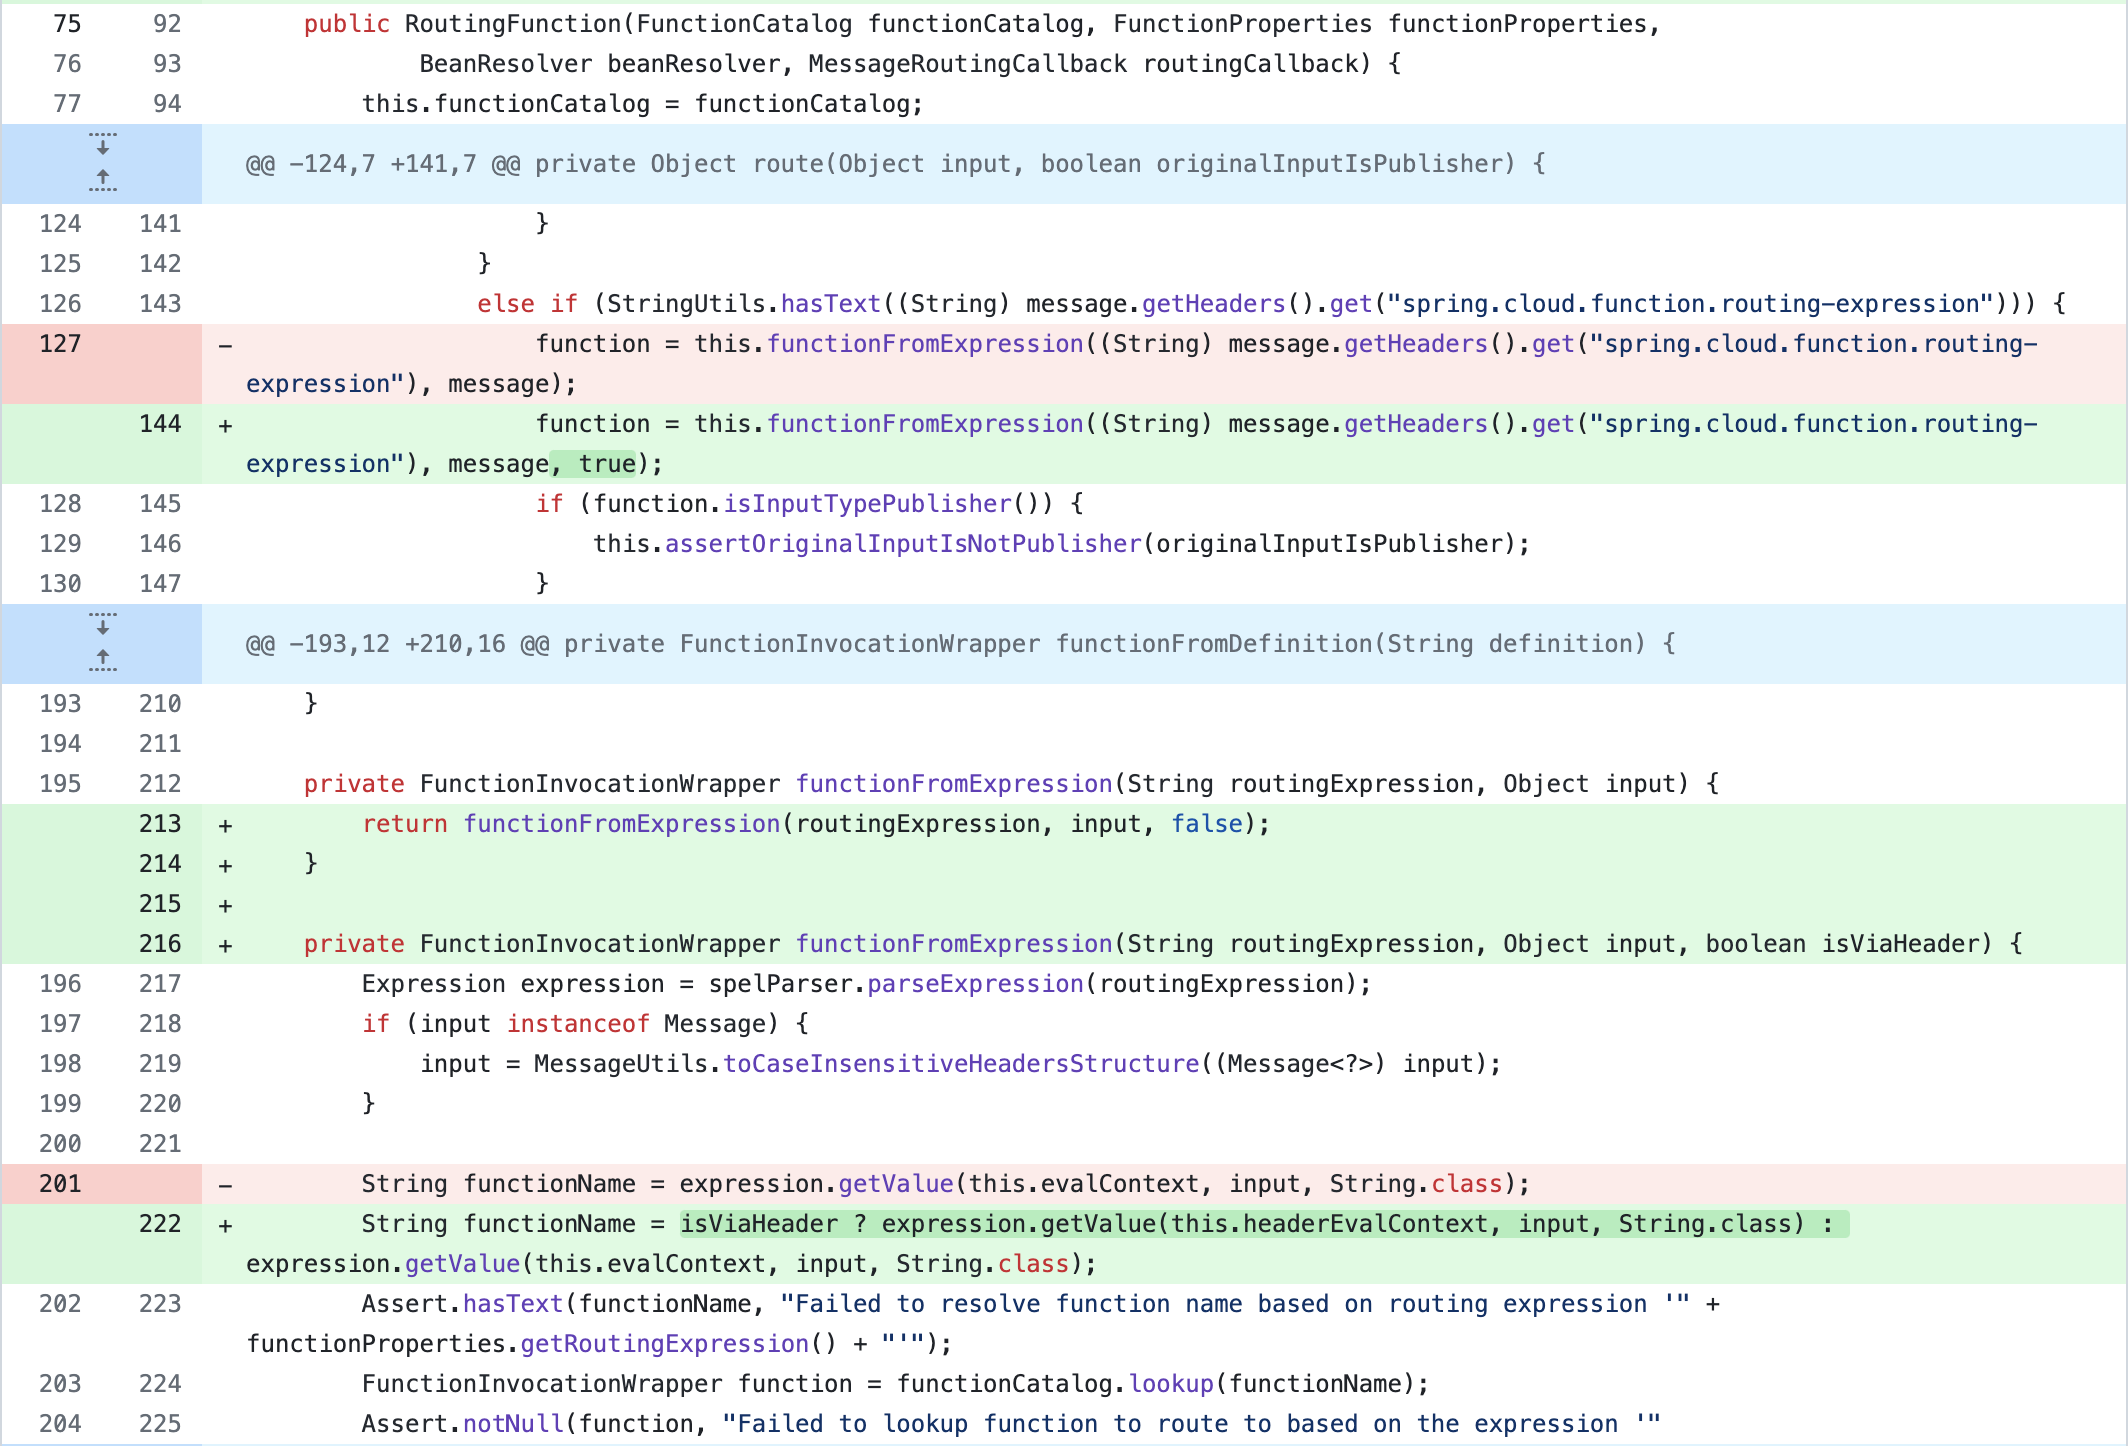 75 92 public RoutingFunction(FunctionCatalog functionCatalog, FunctionProperties functionProperties,
76 93 BeanResolver beanResolver, MessageRoutingCallback routingCallback) {
77 94 this.functionCatalog = functionCatalog;
@@ -124,7 +141,7 @@ private Object route(Object input, boolean originalInputIsPublisher) {
124 141 }
125 142 }
126 143 else if (StringUtils.hasText((String) message.getHeaders().get("spring.cloud.function.routing-expression"))) {
127 - function = this.functionFromExpression((String) message.getHeaders().get("spring.cloud.function.routing-
expression"), message);
144 + function = this.functionFromExpression((String) message.getHeaders().get("spring.cloud.function.routing-
expression"), message, true);
128 145 if (function.isInputTypePublisher()) {
129 146 this.assertOriginalInputIsNotPublisher(originalInputIsPublisher);
130 147 }
@@ -193,12 +210,16 @@ private FunctionInvocationWrapper functionFromDefinition(String definition) {
193 210 }
194 211
195 212 private FunctionInvocationWrapper functionFromExpression(String routingExpression, Object input) {
213 + return functionFromExpression(routingExpression, input, false);
214 + }
215 +
216 + private FunctionInvocationWrapper functionFromExpression(String routingExpression, Object input, boolean isViaHeader) {
196 217 Expression expression = spelParser.parseExpression(routingExpression);
197 218 if (input instanceof Message) {
198 219 input = MessageUtils.toCaseInsensitiveHeadersStructure((Message<?>) input);
199 220 }
200 221
201 - String functionName = expression.getValue(this.evalContext, input, String.class);
222 + String functionName = isViaHeader ? expression.getValue(this.headerEvalContext, input, String.class) :
expression.getValue(this.evalContext, input, String.class);
202 223 Assert.hasText(functionName, "Failed to resolve function name based on routing expression '" +
functionProperties.getRoutingExpression() + "'");
203 224 FunctionInvocationWrapper function = functionCatalog.lookup(functionName);
204 225 Assert.notNull(function, "Failed to lookup function to route to based on the expression '"